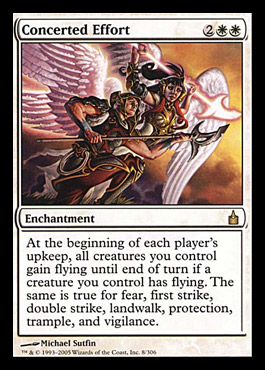 Concerted Effort 2
Enchantment
At the beginning of each player's
upkeep, all creatures you control
gain flying until end of turn if a
creature you control has flying. The
same is true for fear, first strike,
double strike, landwalk, protection,
trample, and vigilance.
Michael Sutfin
™ & © 1993–2005 Wizards of the Coast, Inc. 8/306